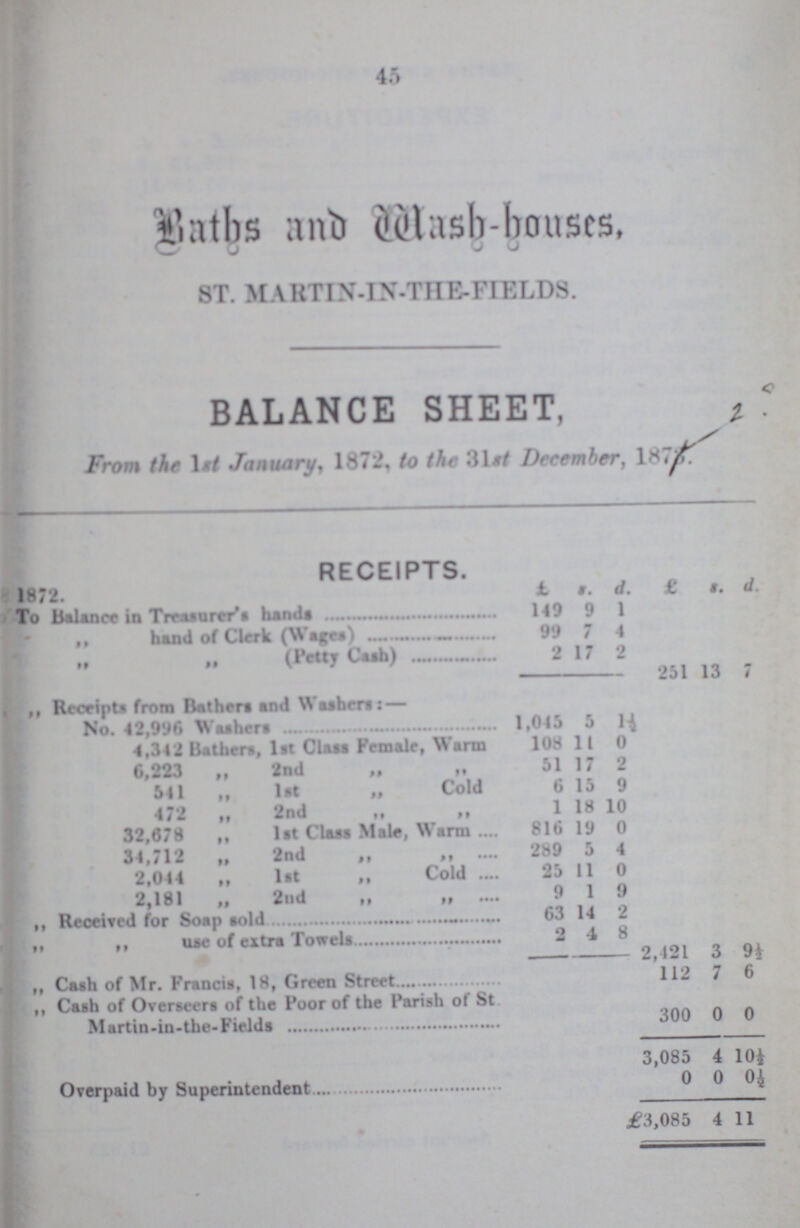 45
Baths and Wash-houses,
ST. MARTIN-IN-THE-FIELDS.
BALANCE SHEET,
From the 1st January, 1872, to the 31st December, 187 2
RECEIPTS.
1872. £ s. d. £ s. d.
To Balance in Treasurer's hands ........ 149 9 1
,, hand of Clerk (Wages) ........ 99 7 4
,, ,, (Petty Cash) ........ 2 17 2
251 13 7
,, Receipts from Bathers and Washers:—
No. 42,996 Washers ........ 1,045 5 1½
4,342 Bathers, 1st Class Female, Warm 108 11 0
6,223 ,, 2nd ,, ,, 51 17 2
541 ,, 1st ,, Cold 6 15 9
472 ,, 2nd ,, ,, 1 18 10
32,678 ,, 1st Class Male, Warm .... 816 19 0
34,712 ,, 2nd ,, ,, .... 289 5 4
2,044 ,, 1st ,, Cold .... 25 11 0
2,181 ,, 2nd ,, ,, .... 9 1 9
,, Received for Soap sold ........ 63 14 2
,, ,, use of extra Towels ........ 2 4 8
2,421 3 9½
,, Cash of Mr. Francis, 18, Green Street ........ 112 7 6
,, Cash of Overseers of the Poor of the Parish of St
Martin-in-the-Fields ........ 300 0 0
3,085 4 10½
Overpaid by Superintendent ........ 0 0 0½
£3,085 4 11